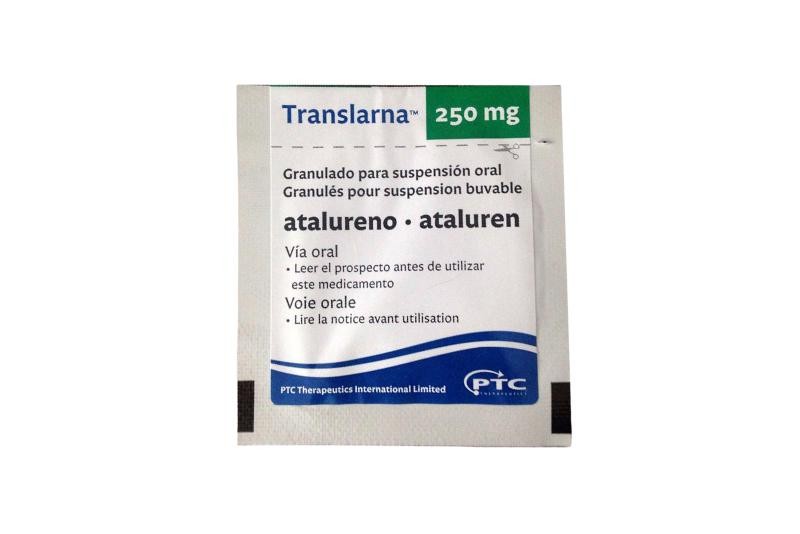 Translarna™ 250 mg
Granulado para suspensión oral
Granulés pour suspension buvable
atalureno • ataluren
Vía oral
• Leer el prospecto antes de utilizar
este medicamento
Voie orale
• Lire la notice avant utilisation
PTC Therapeutics International Limited
PTC
THERAPEUTICS